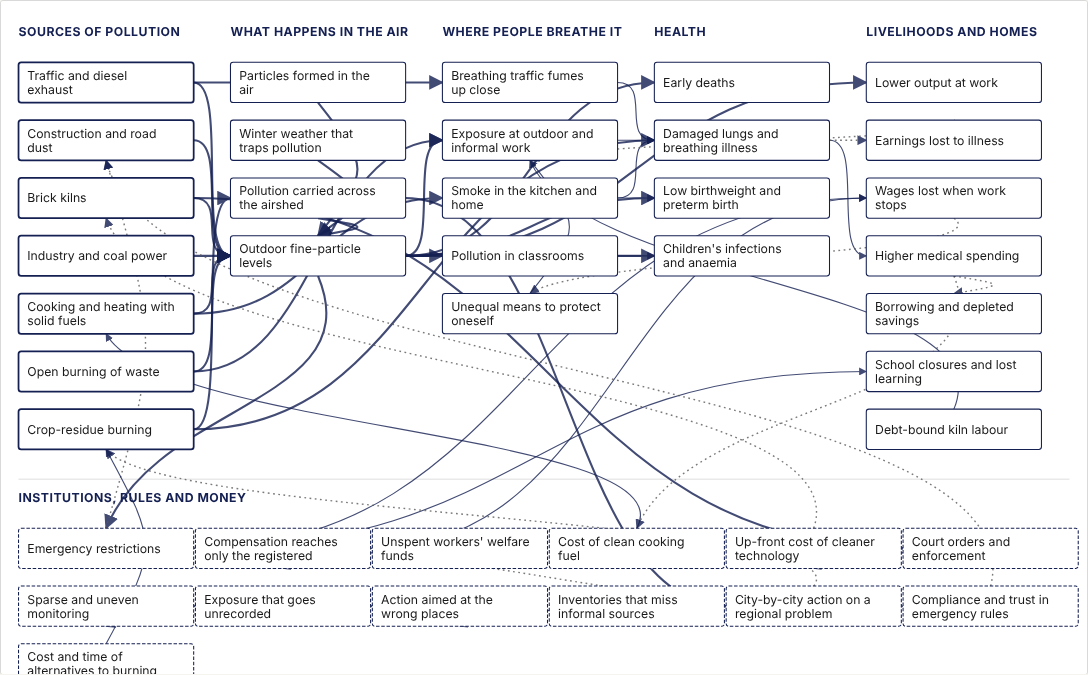 SOURCES OF POLLUTION
WHAT HAPPENS IN THE AIR
WHERE PEOPLE BREATHE IT
HEALTH
LIVELIHOODS AND HOMES
Traffic and diesel
exhaust
Particles formed in the
air
Breathing traffic fumes
up close
Early deaths
Lower output at work
Construction and road
dust
Winter weather that
traps pollution
Exposure at outdoor and
informal work
Damaged lungs and
breathing illness
Earnings lost to illness
Brick kilns
Pollution carried across
the airshed
Smoke in the kitchen and
home
Low birthweight and
preterm birth
Wages lost when work
stops
Industry and coal power
Outdoor fine-particle
levels
Pollution in classrooms
Children's infections
and anaemia
Higher medical spending
Cooking and heating with
solid fuels
Unequal means to protect
oneself
Borrowing and depleted
savings
Open burning of waste
School closures and lost
learning
Crop-residue burning
Debt-bound kiln labour
INSTITUTIONS, RULES AND MONEY
Emergency restrictions
Compensation reaches
only the registered
Unspent workers' welfare
funds
Cost of clean cooking
fuel
Up-front cost of cleaner
technology
Court orders and
enforcement
Sparse and uneven
monitoring
Exposure that goes
unrecorded
Action aimed at the
wrong places
Inventories that miss
informal sources
City-by-city action on a
regional problem
Compliance and trust in
emergency rules
Cost and time of
alternatives to burning